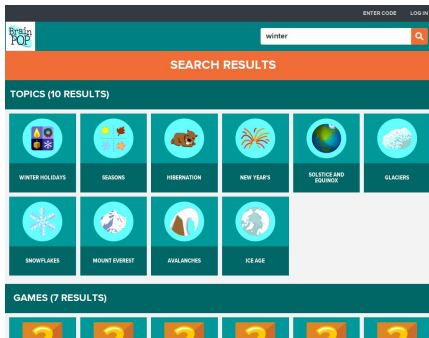 ENTER CODE LOG IN
Brain
POP
winter
SEARCH RESULTS
TOPICS (10 RESULTS)
WINTER HOLIDAYS
SEASONS
HIBERNATION
NEW YEAR'S
SOLSTICE AND
EQUINOX
GLACIERS
SNOWFLAKES
MOUNT EVEREST
AVALANCHES
ICE AGE
GAMES (7 RESULTS)
? ? ? ? ? ?